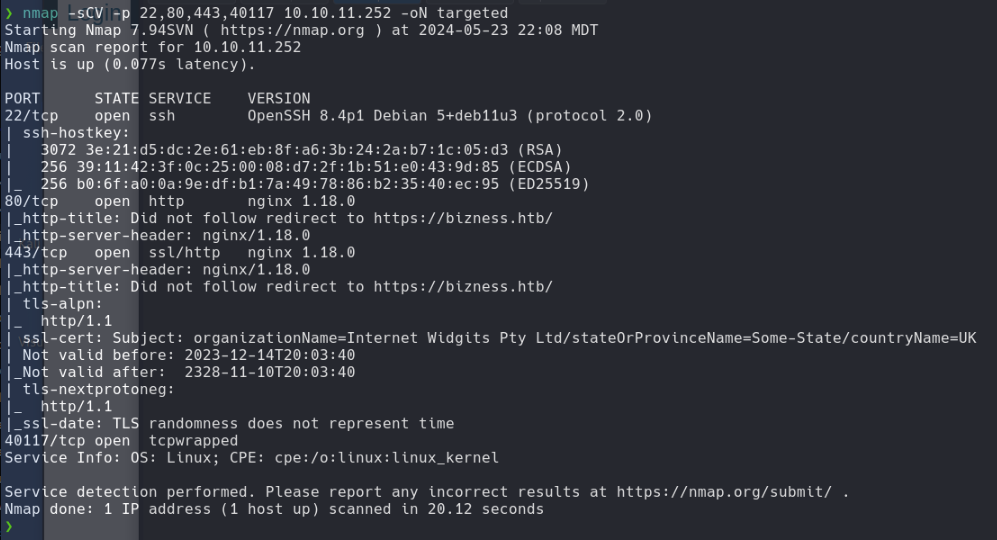 Login
❯ nmap -sCV -p 22,80,443,40117 10.10.11.252 -oN targeted
Starting Nmap 7.94SVN ( https://nmap.org ) at 2024-05-23 22:08 MDT
Nmap scan report for 10.10.11.252
Host is up (0.077s latency).
PORT      STATE SERVICE    VERSION
22/tcp    open  ssh        OpenSSH 8.4p1 Debian 5+deb11u3 (protocol 2.0)
| ssh-hostkey:
|   3072 3e:21:d5:dc:2e:61:eb:8f:a6:3b:24:2a:b7:1c:05:d3 (RSA)
|   256 39:11:42:3f:0c:25:00:08:d7:2f:1b:51:e0:43:9d:85 (ECDSA)
|_  256 b0:6f:a0:0a:9e:df:b1:7a:49:78:86:b2:35:40:ec:95 (ED25519)
80/tcp    open  http       nginx 1.18.0
|_http-title: Did not follow redirect to https://bizness.htb/
|_http-server-header: nginx/1.18.0
443/tcp   open  ssl/http   nginx 1.18.0
|_http-server-header: nginx/1.18.0
|_http-title: Did not follow redirect to https://bizness.htb/
| tls-alpn:
|_  http/1.1
| ssl-cert: Subject: organizationName=Internet Widgits Pty Ltd/stateOrProvinceName=Some-State/countryName=UK
| Not valid before: 2023-12-14T20:03:40
|_Not valid after:  2328-11-10T20:03:40
| tls-nextprotoneg:
|_  http/1.1
|_ssl-date: TLS randomness does not represent time
40117/tcp open  tcpwrapped
Service Info: OS: Linux; CPE: cpe:/o:linux:linux_kernel
Service detection performed. Please report any incorrect results at https://nmap.org/submit/ .
Nmap done: 1 IP address (1 host up) scanned in 20.12 seconds
❯